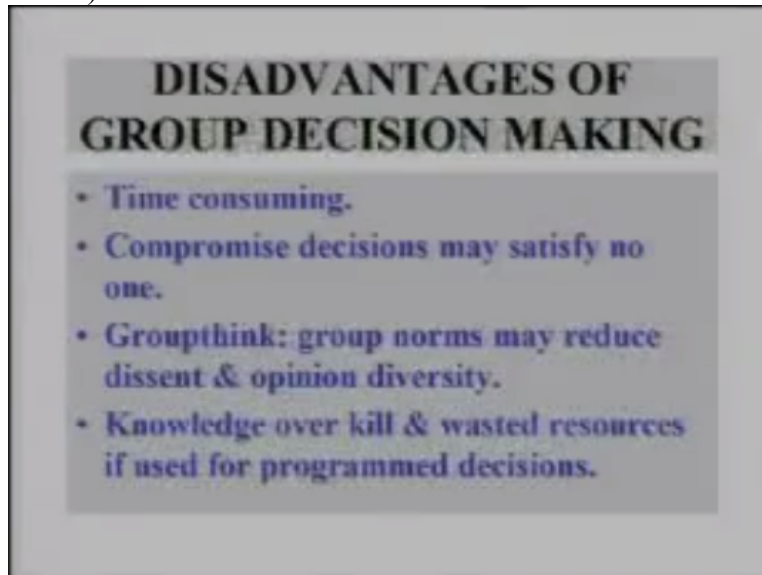 DISADVANTAGES OF
GROUP DECISION MAKING
• Time consuming.
• Compromise decisions may satisfy no
one.
• Groupthink: group norms may reduce
dissent & opinion diversity.
• Knowledge over kill & wasted resources
if used for programmed decisions.